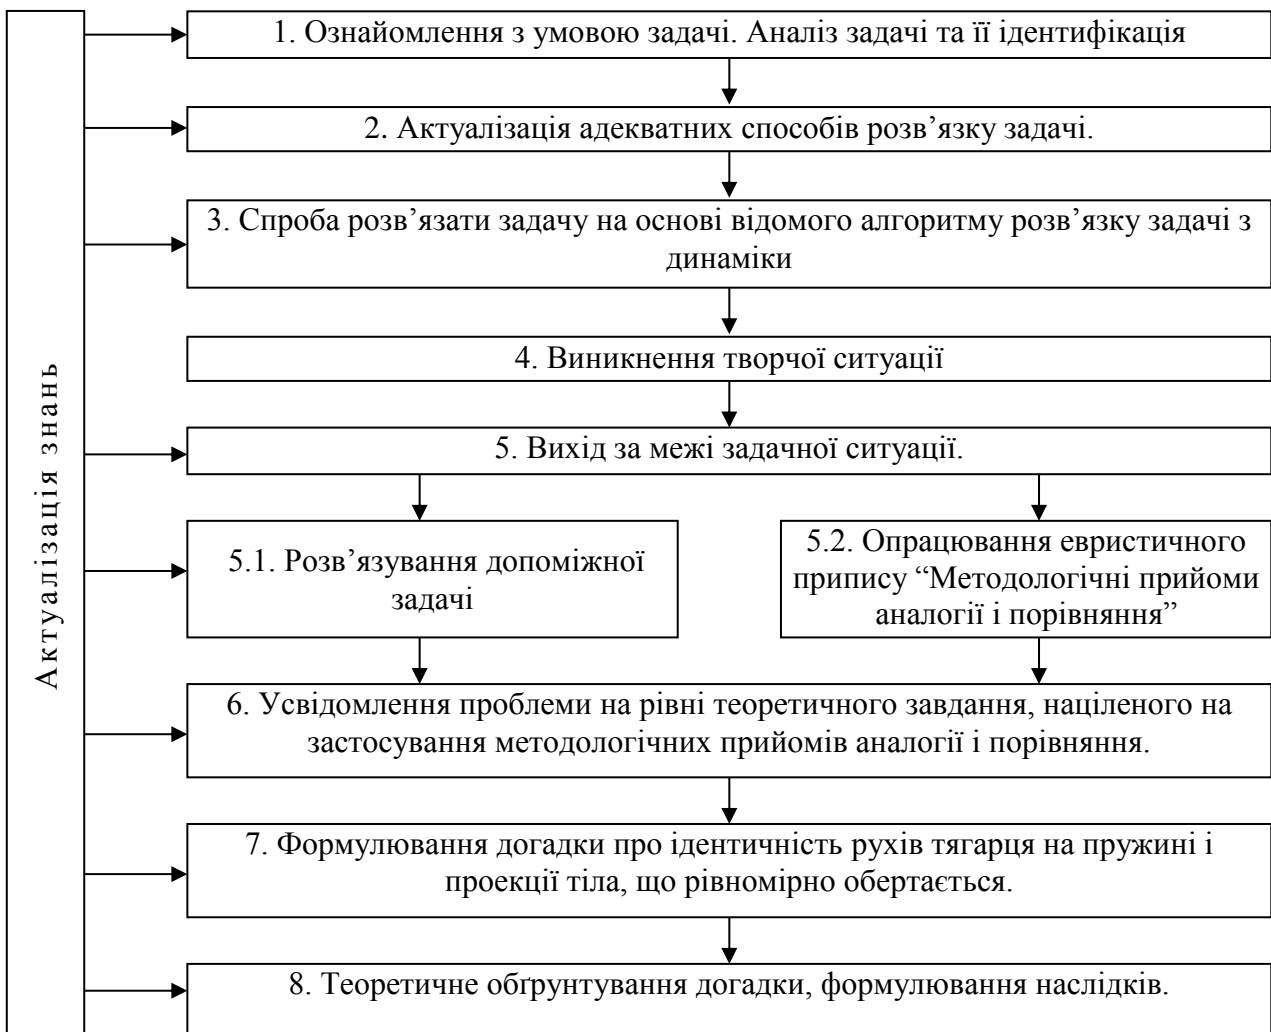 Актуалізація знань
1. Ознайомлення з умовою задачі. Аналіз задачі та її ідентифікація
2. Актуалізація адекватних способів розв’язку задачі.
3. Спроба розв’язати задачу на основі відомого алгоритму розв’язку задачі з
динаміки
4. Виникнення творчої ситуації
5. Вихід за межі задачної ситуації.
5.1. Розв’язування допоміжної
задачі
5.2. Опрацювання евристичного
припису “Методологічні прийоми
аналогії і порівняння”
6. Усвідомлення проблеми на рівні теоретичного завдання, націленого на
застосування методологічних прийомів аналогії і порівняння.
7. Формулювання догадки про ідентичність рухів тягарця на пружині і
проекції тіла, що рівномірно обертається.
8. Теоретичне обґрунтування догадки, формулювання наслідків.